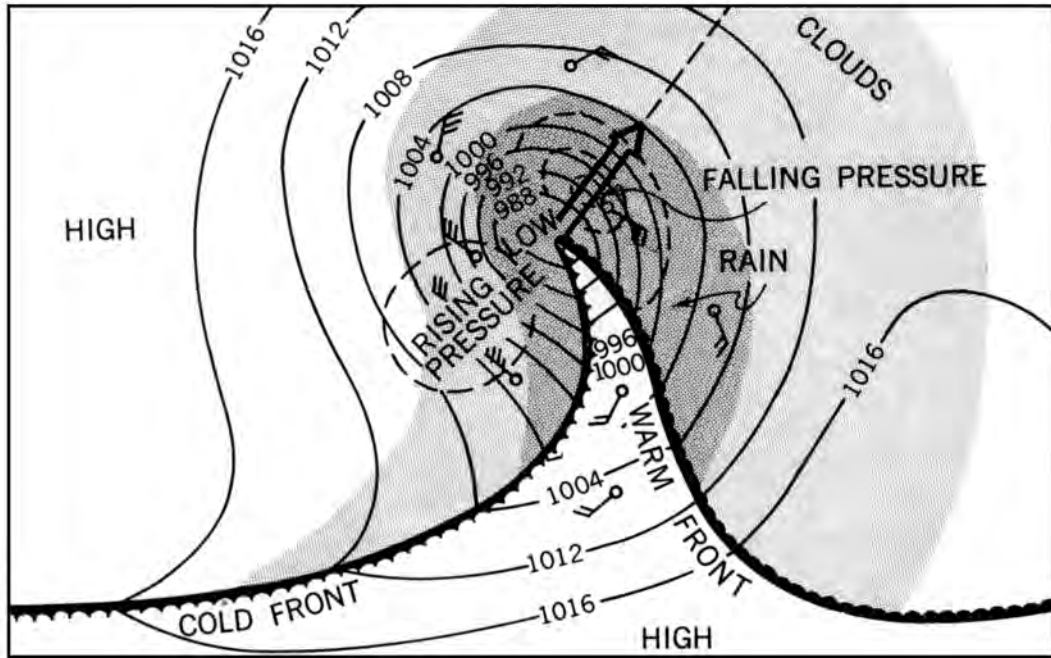 1016
1012
1008
1004
1000
996
992
988
LOW
CLOUDS
FALLING PRESSURE
HIGH
RAIN
RISING
PRESSURE
996
1000
1016
WARM
FRONT
1004
1012
1016
COLD FRONT
HIGH